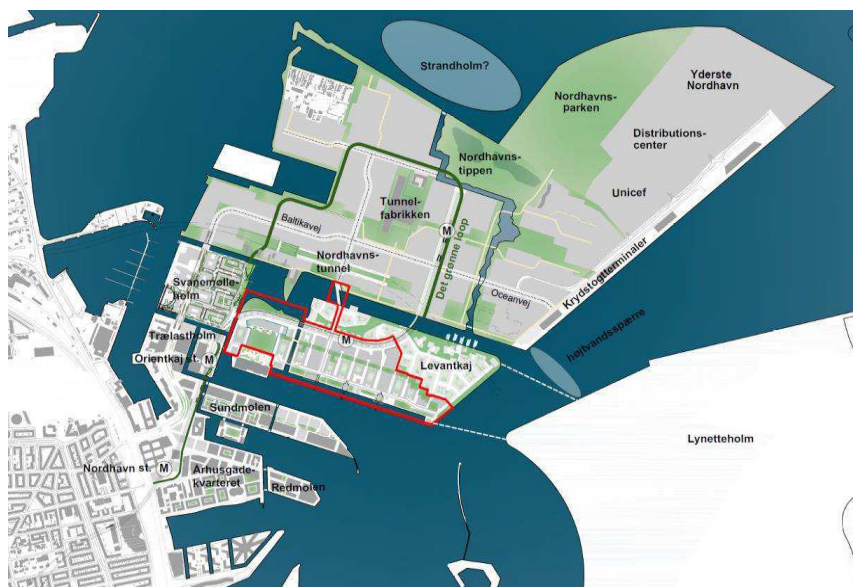 Strandholm?
Yderste
Nordhavn
Nordhavns-
parken
Distributions-
center
Nordhavns-
tippen
Unicef
Tunnel-
fabrikken
M
Baltikavej
Det grønne loop
Nordhavns-
tunnel
Oceanvej
Krydstogtterminaler
Svanemølle-
holm
højtvandsspærre
Trælastholm
Orientkaj st.
M
M
Levantkaj
Sundmolen
Lynetteholm
Nordhavn st.
M
Århusgade-
kvarteret
Redmolen